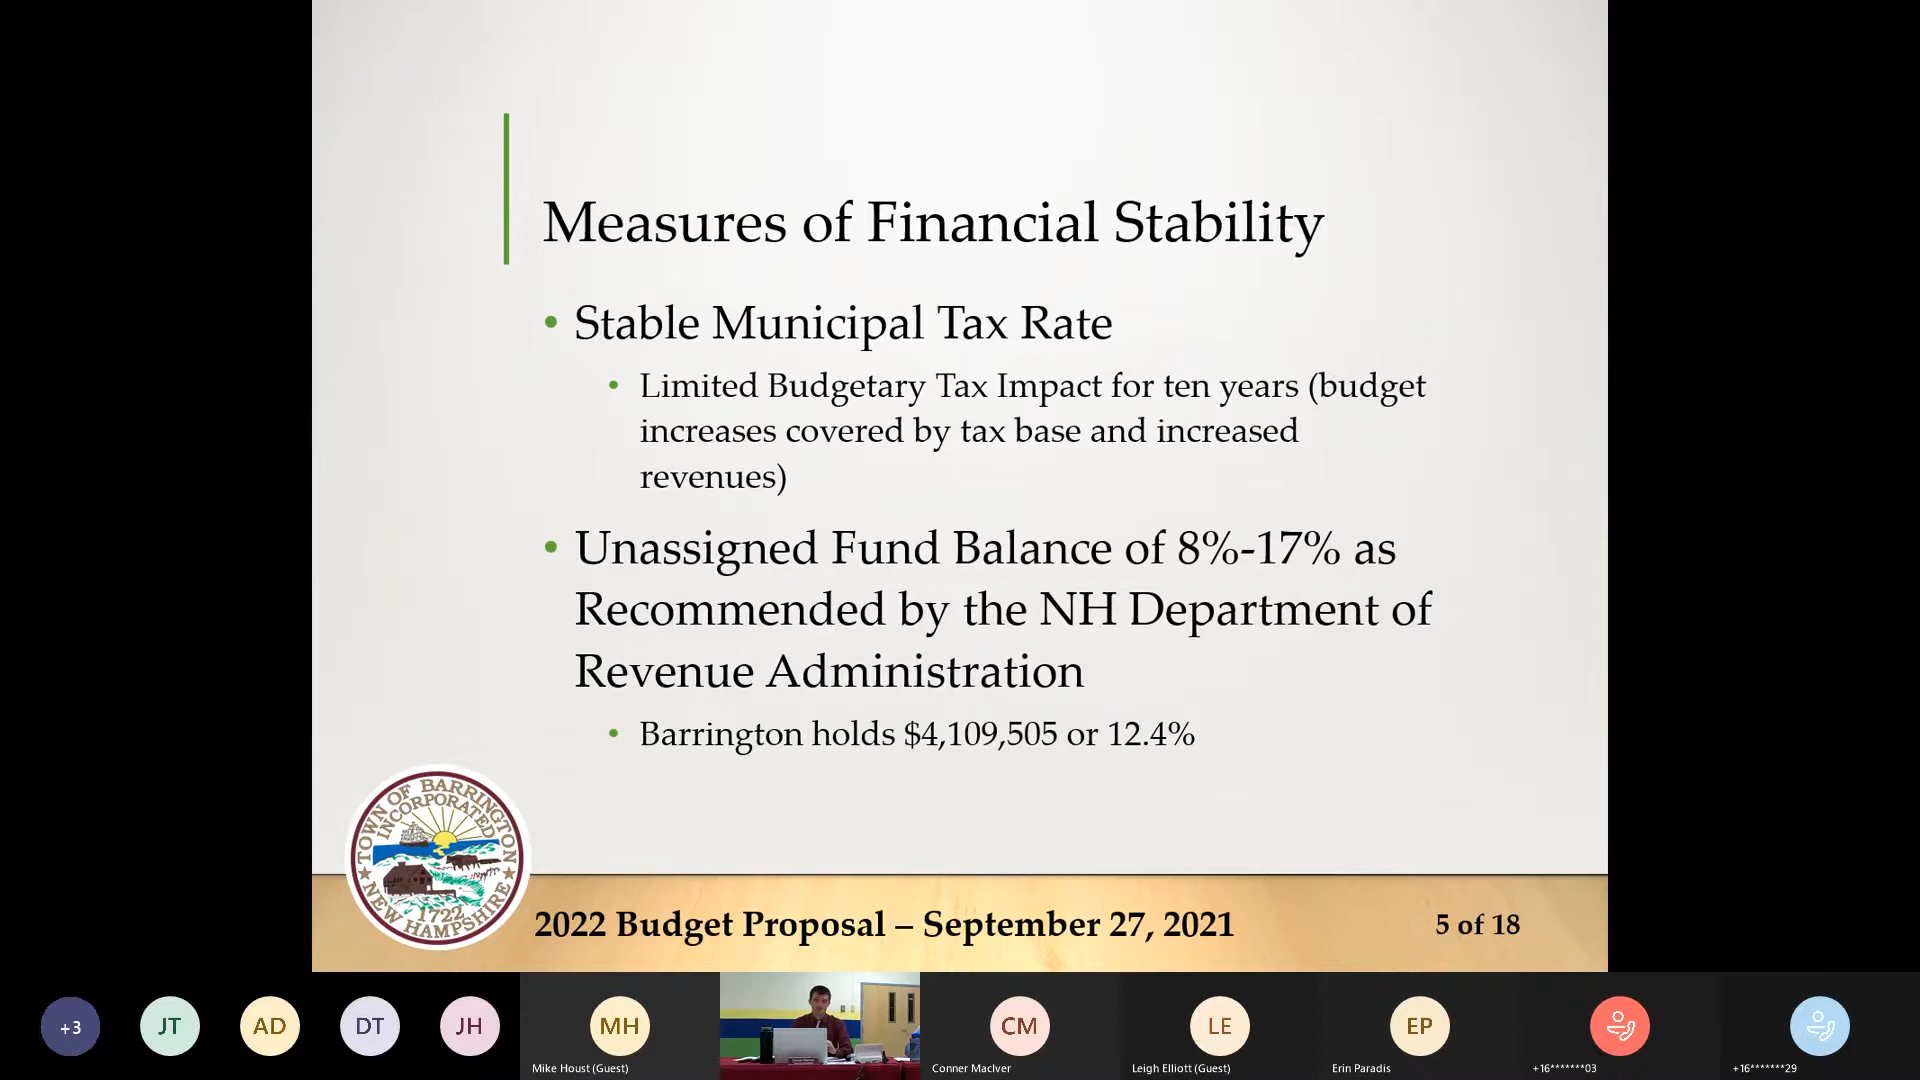 Measures of Financial Stability
• Stable Municipal Tax Rate
• Limited Budgetary Tax Impact for ten years (budget
increases covered by tax base and increased
revenues)
• Unassigned Fund Balance of 8%-17% as
Recommended by the NH Department of
Revenue Administration
• Barrington holds $4,109,505 or 12.4%
TOWN OF BARRINGTON
INCORPORATED
1722
NEW HAMPSHIRE
2022 Budget Proposal – September 27, 2021
5 of 18
+3
JT
AD
DT
JH
MH
CM
LE
EP
Mike Houst (Guest)
Conner MacIver
Leigh Elliott (Guest)
Erin Paradis
+16*******03
+16*******29